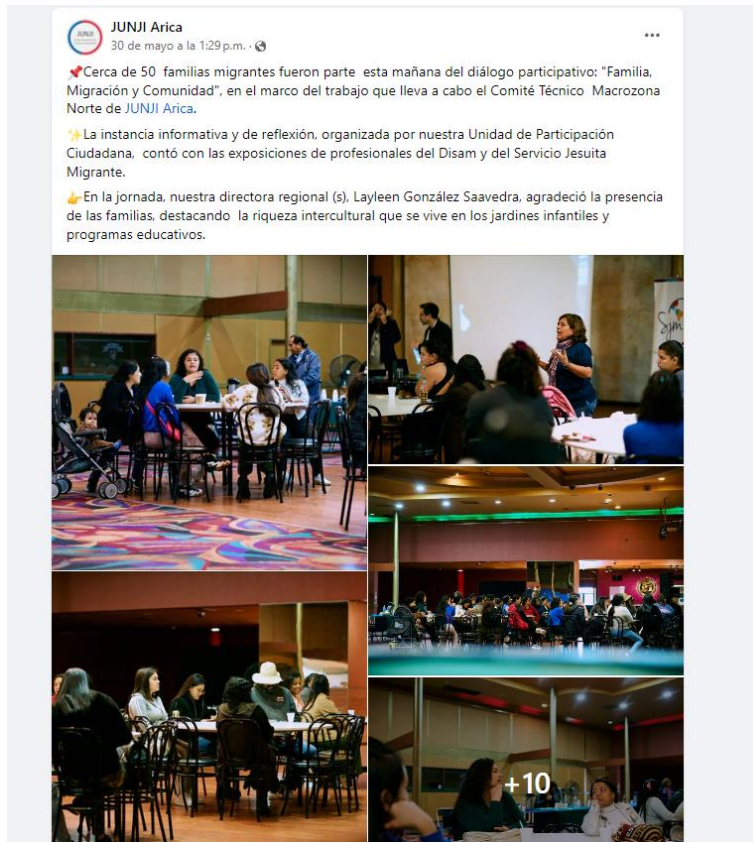 JUNJI
JUNJI Arica
30 de mayo a la 1:29 p.m. ·
📌Cerca de 50 familias migrantes fueron parte esta mañana del diálogo participativo: "Familia,
Migración y Comunidad", en el marco del trabajo que lleva a cabo el Comité Técnico Macrozona
Norte de JUNJI Arica.
✨La instancia informativa y de reflexión, organizada por nuestra Unidad de Participación
Ciudadana, contó con las exposiciones de profesionales del Disam y del Servicio Jesuita
Migrante.
👉En la jornada, nuestra directora regional (s), Layleen González Saavedra, agradeció la presencia
de las familias, destacando la riqueza intercultural que se vive en los jardines infantiles y
programas educativos.
+10